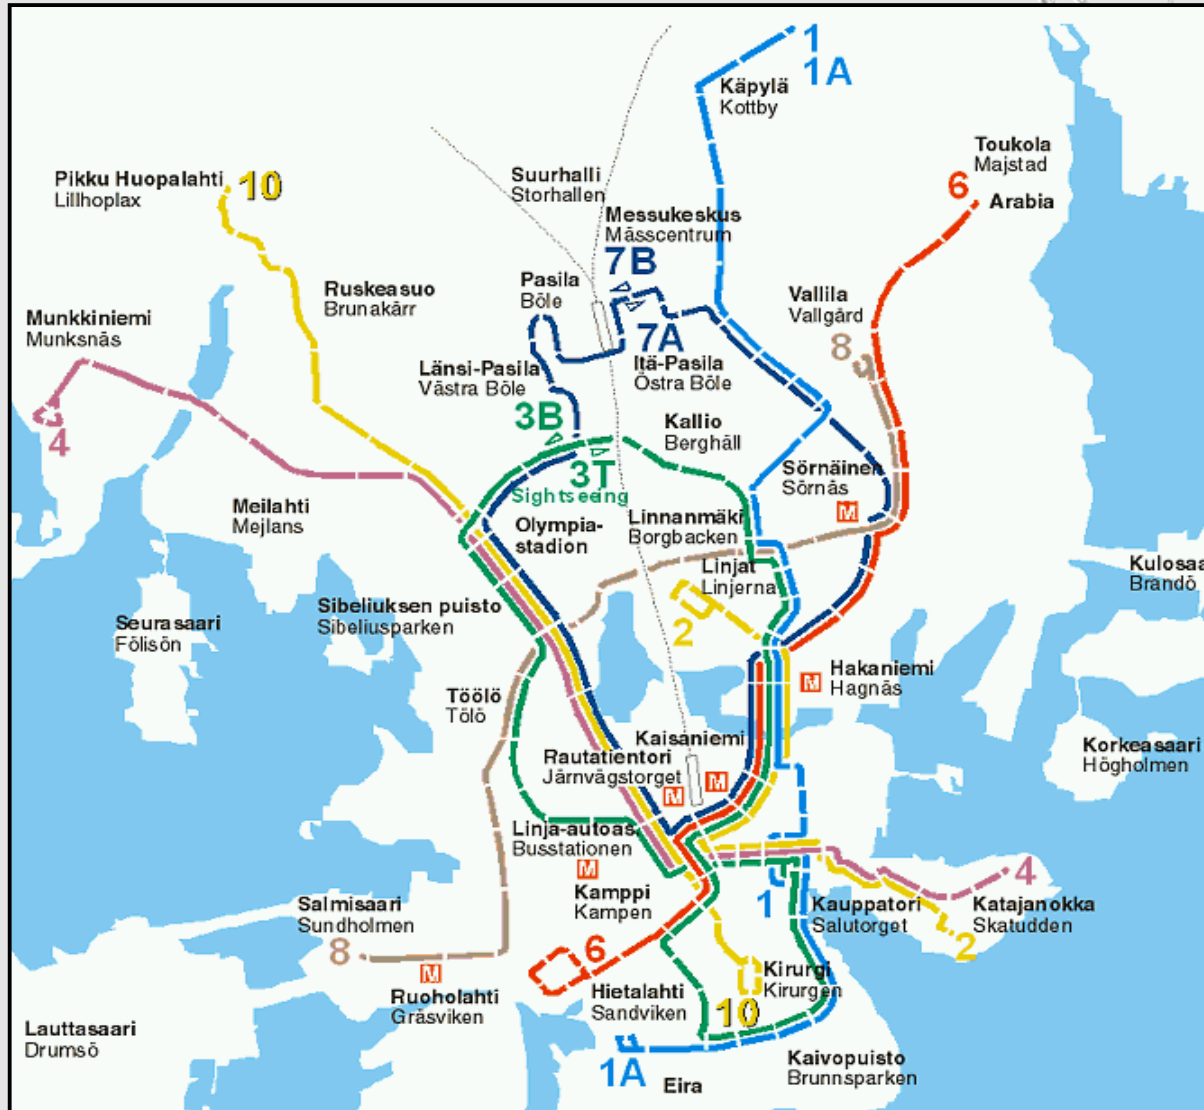 1
1A
Käpylä
Kottby
Toukola
Majstad
6
Arabia
Pikku Huopalahti
Lillhoplax
10
Suurhalli
Storhallen
Messukeskus
Mässcentrum
7B
Pasila
Böle
7A
Ruskeasuo
Brunakärr
Vallila
Vallgård
8
Munkkiniemi
Munksnäs
4
Länsi-Pasila
Västra Böle
Itä-Pasila
Östra Böle
3B
3T
Sightseeing
Kallio
Berghäll
Sörnäinen
Sörnäs
M
Meilahti
Mejlans
Olympia-
stadion
Linnanmäki
Borgbacken
Linjat
Linjerna
2
Kulosaa
Brandö
Seurasaari
Fölisön
Sibeliuksen puisto
Sibeliusparken
Hakaniemi
Hagnäs
M
Töölö
Tölö
Kaisaniemi
M
Rautatientori
Järnvägstorget
M
Korkeasaari
Högholmen
Linja-autoas.
Busstationen
M
Kamppi
Kampen
1
Kauppatori
Salutorget
4
Katajanokka
Skatudden
2
Salmisaari
Sundholmen
8
M
Ruoholahti
Gräsviken
6
Hietalahti
Sandviken
Kirurgi
Kirurgen
10
Lauttasaari
Drumsö
1A
Eira
Kaivopuisto
Brunnsparken